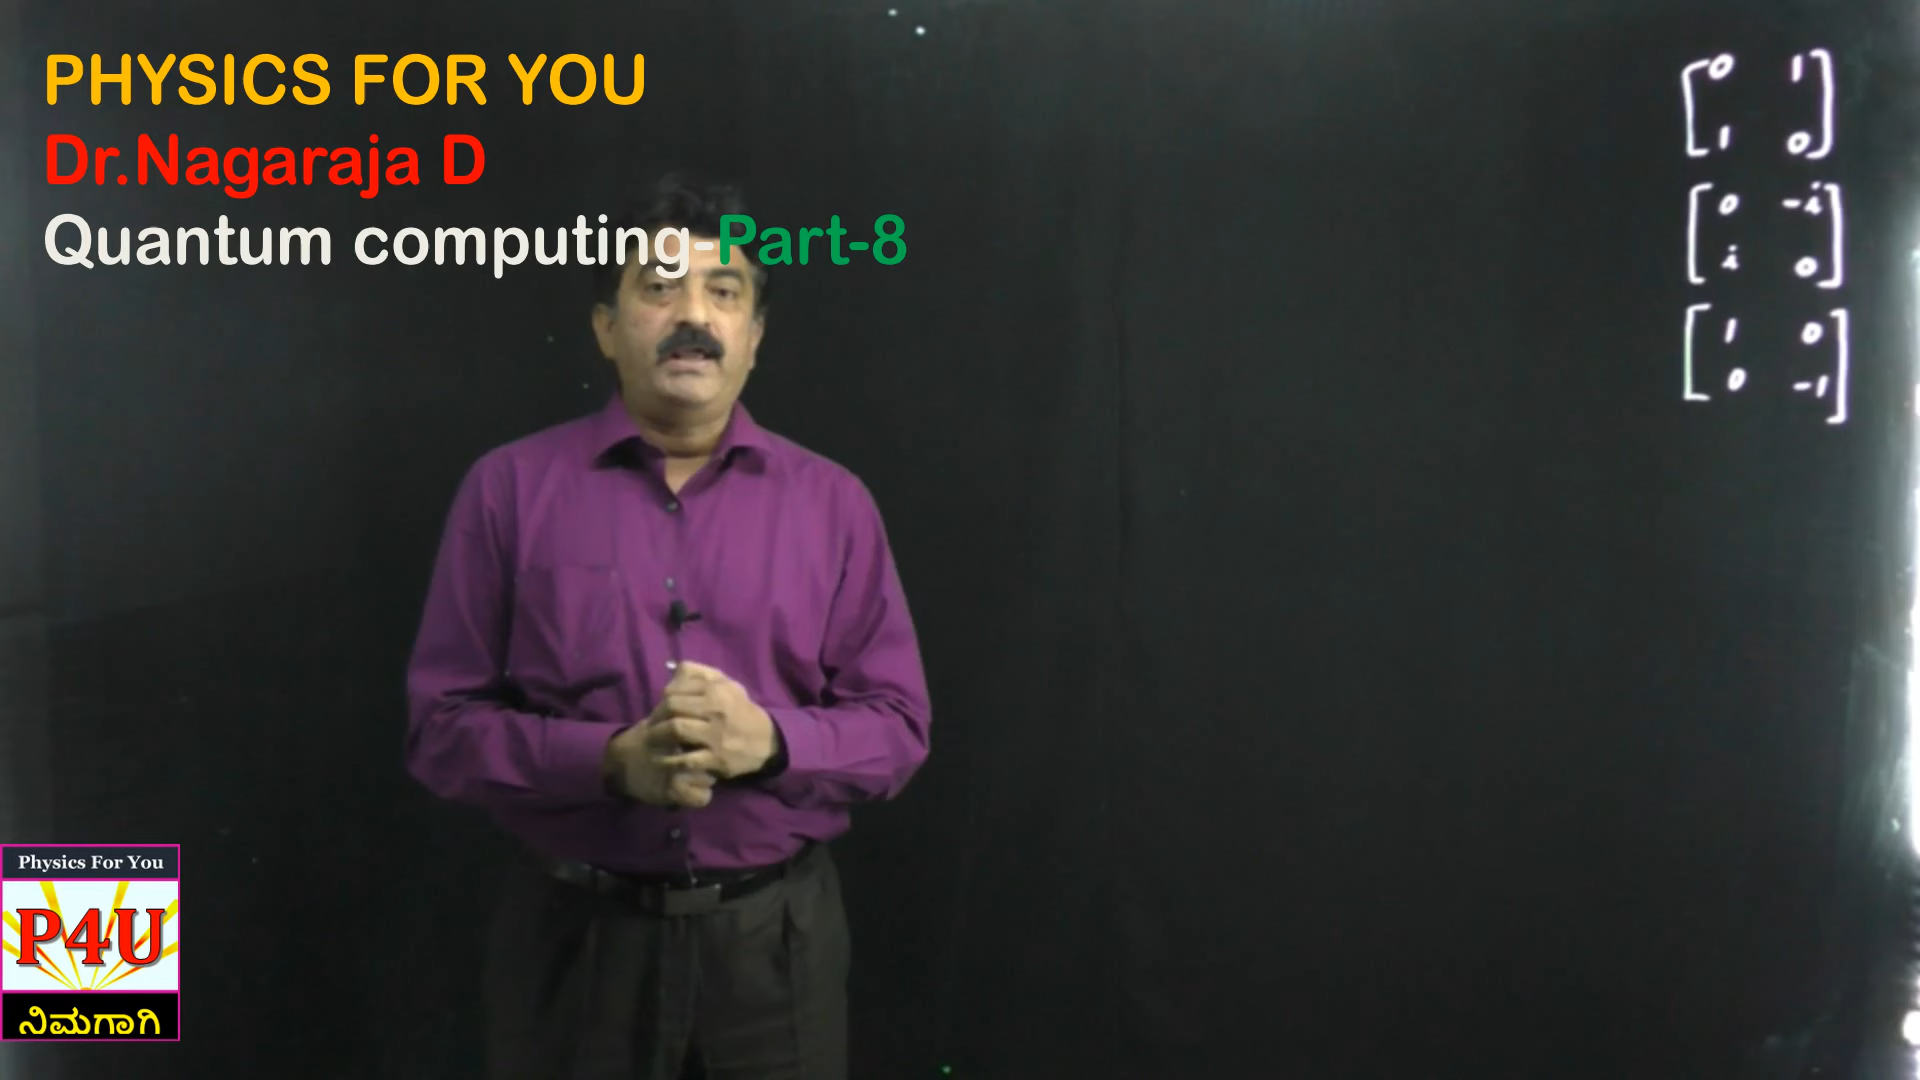 PHYSICS FOR YOU
Dr.Nagaraja D
Quantum computing-Part-8
0 1
1 0
0 -i
i 0
1 0
0 -1
Physics For You
P4U
ನಿಮಗಾಗಿ